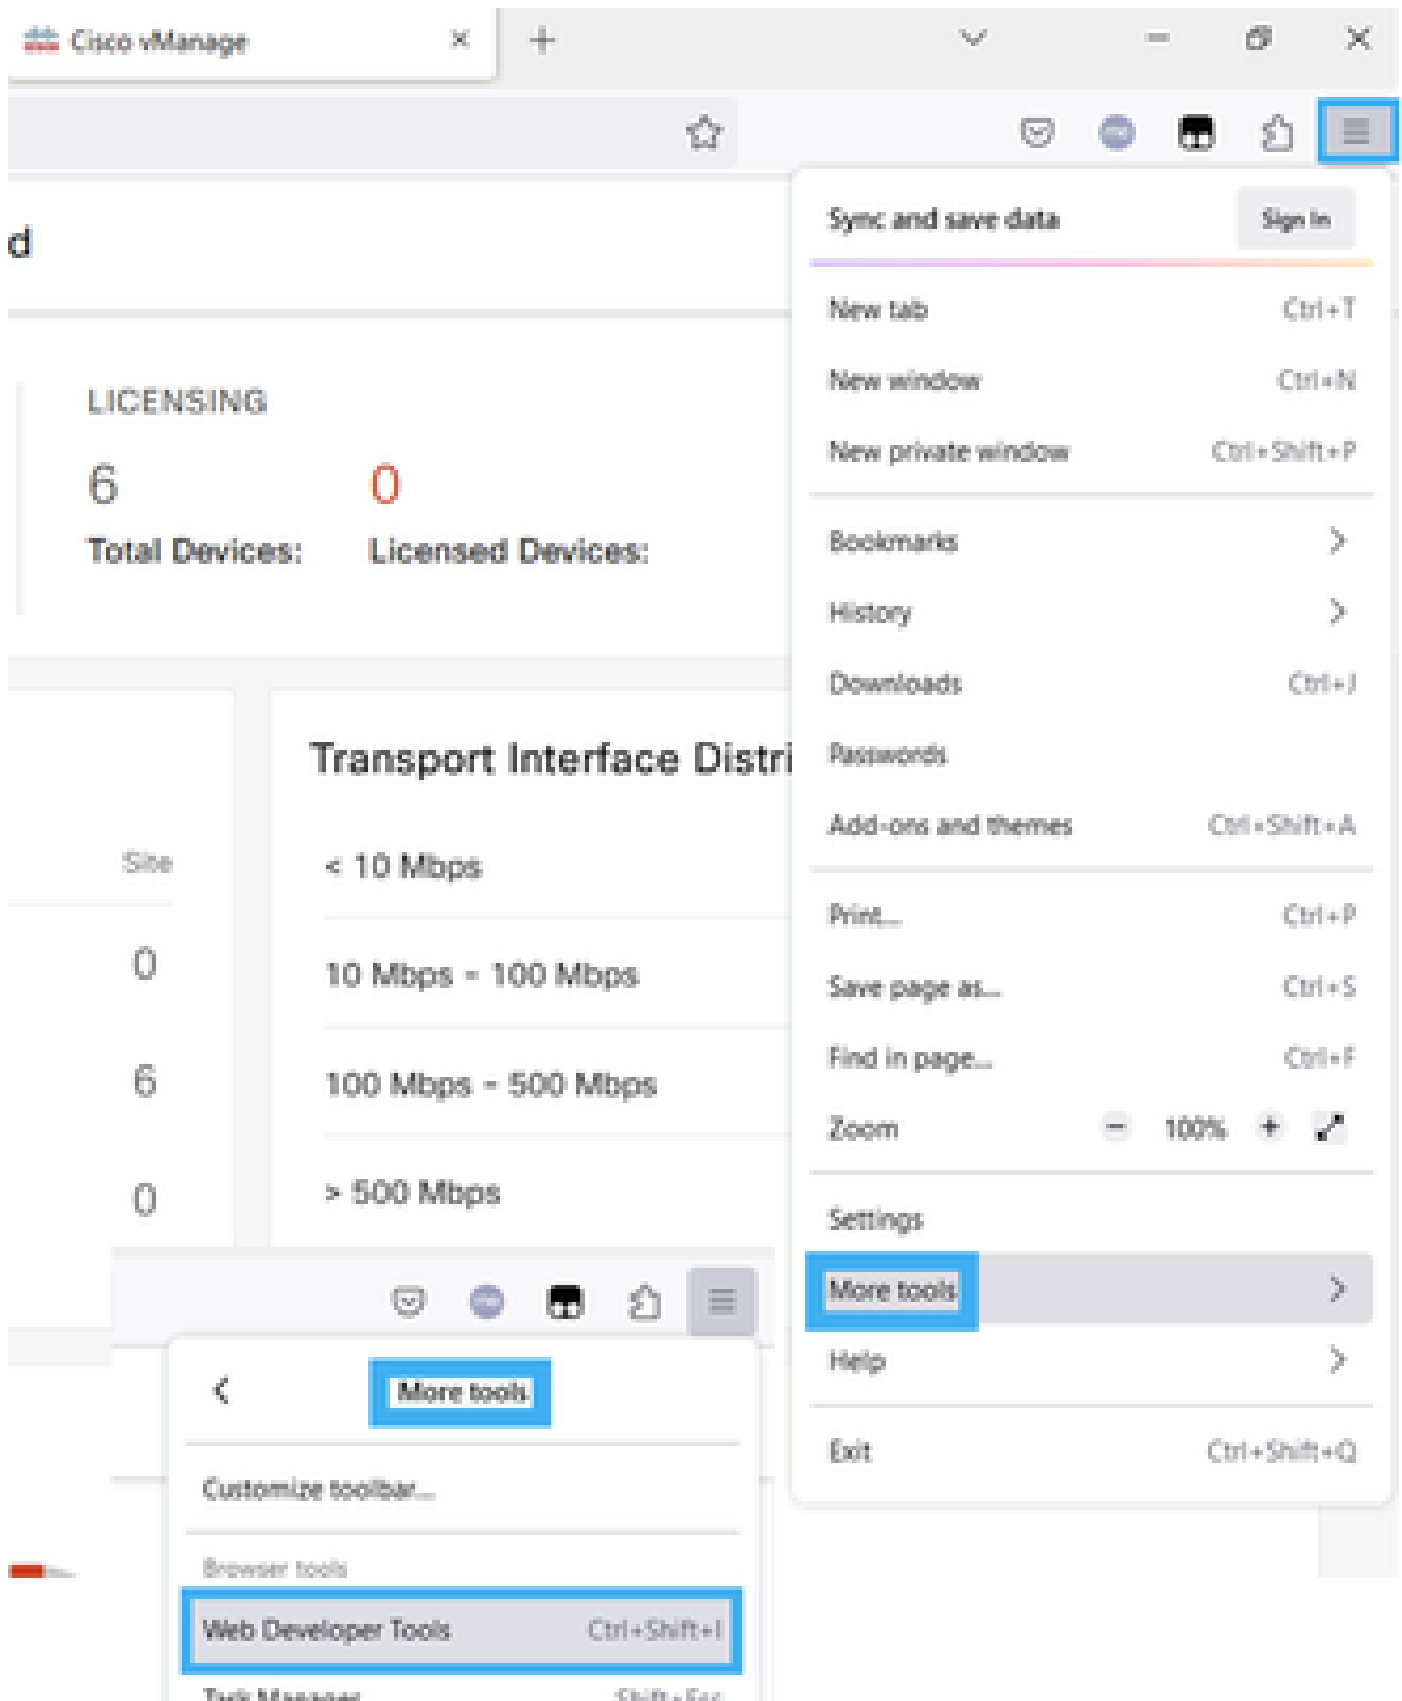 Cisco vManage
Sync and save data
Sign In
d
New tab Ctrl+T
New window Ctrl+N
New private window Ctrl+Shift+P
LICENSING
6 0
Total Devices: Licensed Devices:
Bookmarks
History
Downloads Ctrl+J
Passwords
Add-ons and themes Ctrl+Shift+A
Transport Interface Distri
Site
0
6
0
< 10 Mbps
10 Mbps - 100 Mbps
100 Mbps - 500 Mbps
> 500 Mbps
Print... Ctrl+P
Save page as... Ctrl+S
Find in page... Ctrl+F
Zoom - 100% +
Settings
More tools
Help
Exit Ctrl+Shift+Q
More tools
Customize toolbar...
Browser tools
Web Developer Tools Ctrl+Shift+I
Task Manager Shift+Esc